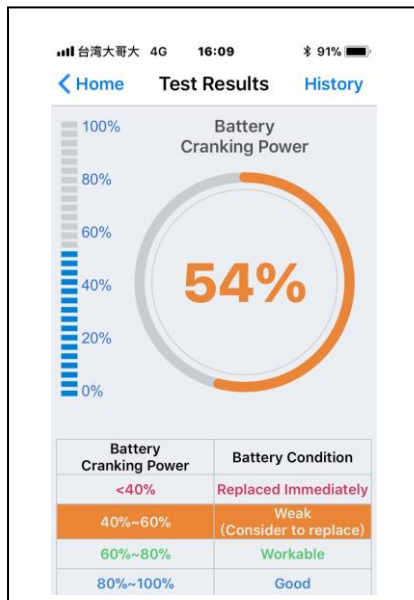 台湾大哥大 4G 16:09 91%
Home Test Results History
100%
80%
60%
40%
20%
0%
Battery
Cranking Power
54%
Battery
Cranking Power
Battery Condition
<40% Replaced Immediately
40%~60% Weak
(Consider to replace)
60%~80% Workable
80%~100% Good